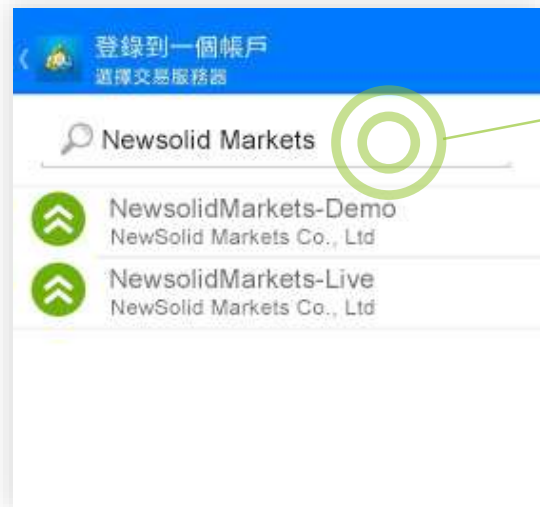 登錄到一個帳戶
選擇交易服務器
Newsolid Markets
NewsolidMarkets-Demo
NewSolid Markets Co., Ltd
NewsolidMarkets-Live
NewSolid Markets Co., Ltd